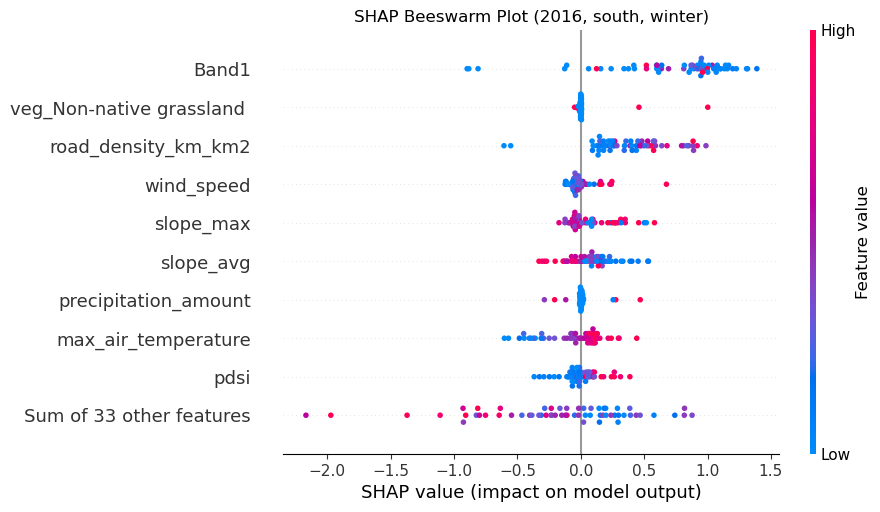 SHAP Beeswarm Plot (2016, south, winter)
High
Band1
veg_Non-native grassland
road_density_km_km2
wind_speed
slope_max
slope_avg
Feature value
precipitation_amount
max_air_temperature
pdsi
Sum of 33 other features
Low
−2.0 −1.5 −1.0 −0.5 0.0 0.5 1.0 1.5
SHAP value (impact on model output)